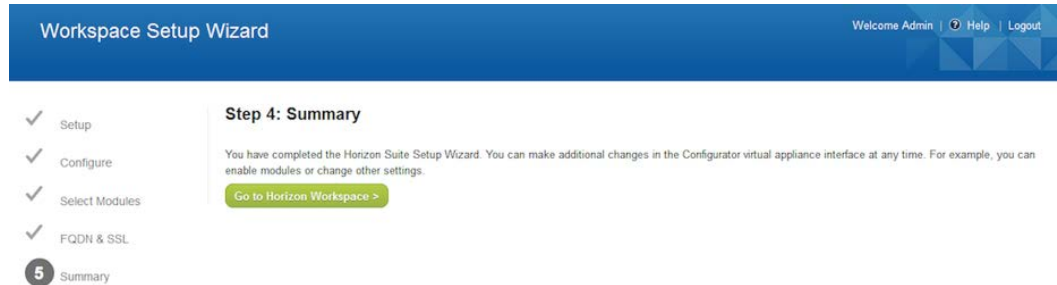 Workspace Setup Wizard
Welcome Admin | ? Help | Logout
Setup
Configure
Select Modules
FQDN & SSL
5 Summary
Step 4: Summary
You have completed the Horizon Suite Setup Wizard. You can make additional changes in the Configurator virtual appliance interface at any time. For example, you can
enable modules or change other settings.
Go to Horizon Workspace >